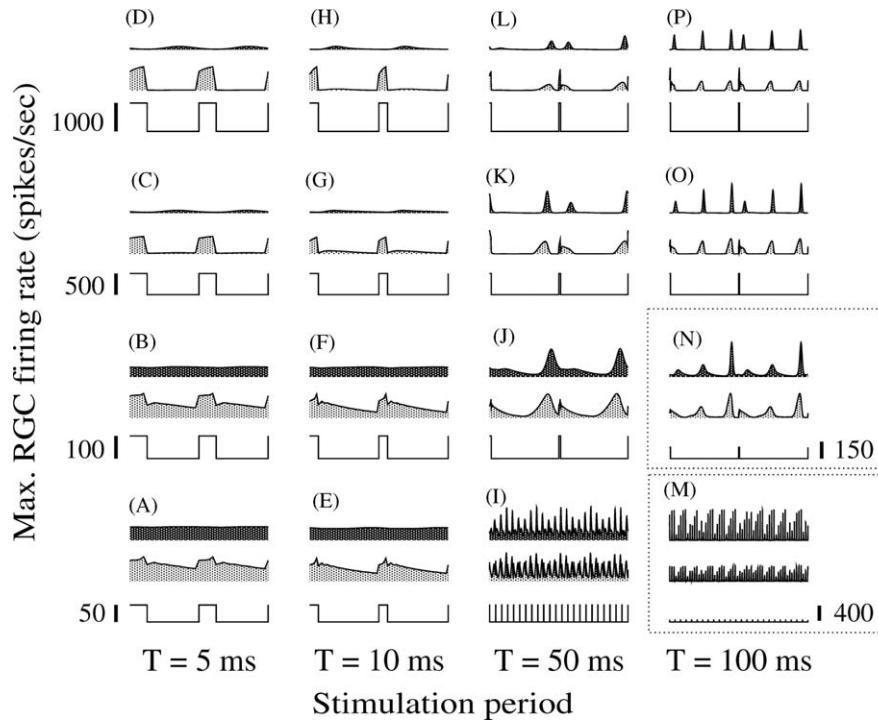 Max. RGC firing rate (spikes/sec)
(D) (H) (L) (P)
1000
(C) (G) (K) (O)
500
(B) (F) (J) (N)
100 150
(A) (E) (I) (M)
50 400
T = 5 ms T = 10 ms T = 50 ms T = 100 ms
Stimulation period